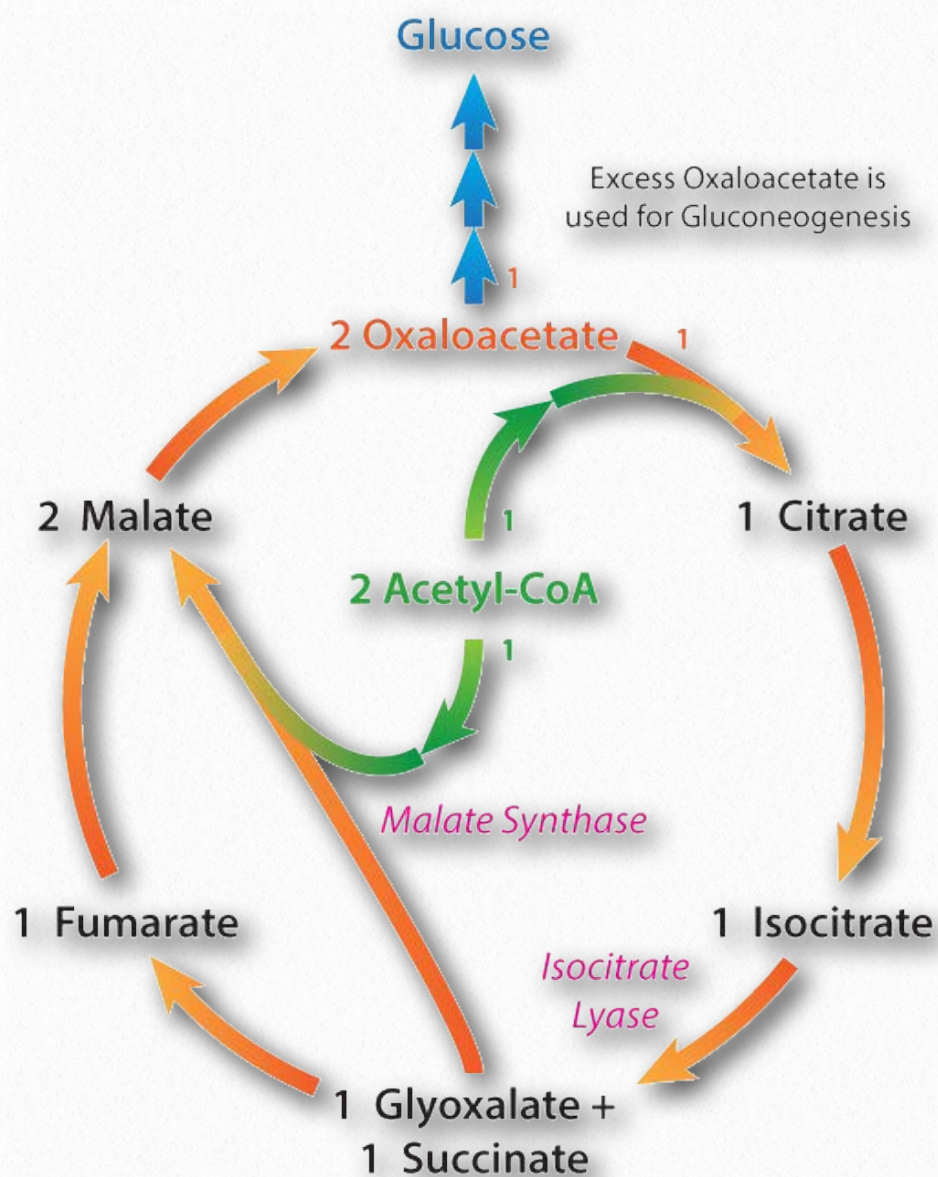 Glucose
Excess Oxaloacetate is
used for Gluconeogenesis
1
2 Oxaloacetate
1
2 Malate
1
1 Citrate
2 Acetyl-CoA
1
Malate Synthase
1 Fumarate
1 Isocitrate
Isocitrate
Lyase
1 Glyoxalate +
1 Succinate